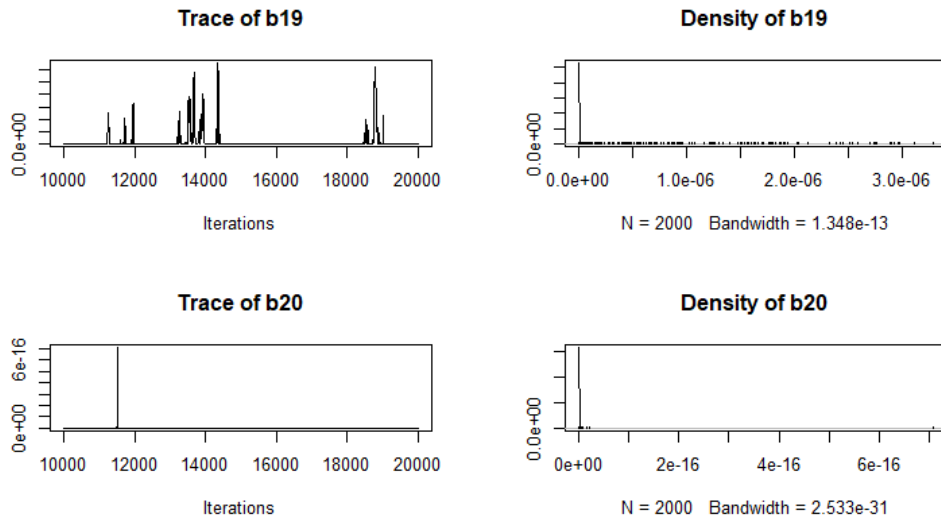 Trace of b19
0.0e+00
10000 12000 14000 16000 18000 20000
Iterations
Density of b19
0.0e+00
0.0e+00 1.0e-06 2.0e-06 3.0e-06
N = 2000 Bandwidth = 1.348e-13
Trace of b20
0e+00 6e-16
10000 12000 14000 16000 18000 20000
Iterations
Density of b20
0.0e+00
0e+00 2e-16 4e-16 6e-16
N = 2000 Bandwidth = 2.533e-31